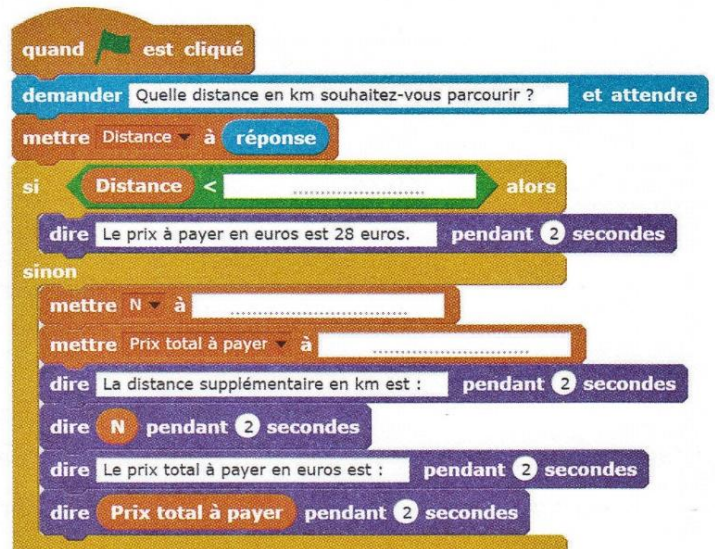 quand est cliqué
demander Quelle distance en km souhaitez-vous parcourir ? et attendre
mettre Distance à réponse
si Distance < ........................ alors
dire Le prix à payer en euros est 28 euros. pendant 2 secondes
sinon
mettre N à ........................
mettre Prix total à payer à ........................
dire La distance supplémentaire en km est : pendant 2 secondes
dire N pendant 2 secondes
dire Le prix total à payer en euros est : pendant 2 secondes
dire Prix total à payer pendant 2 secondes